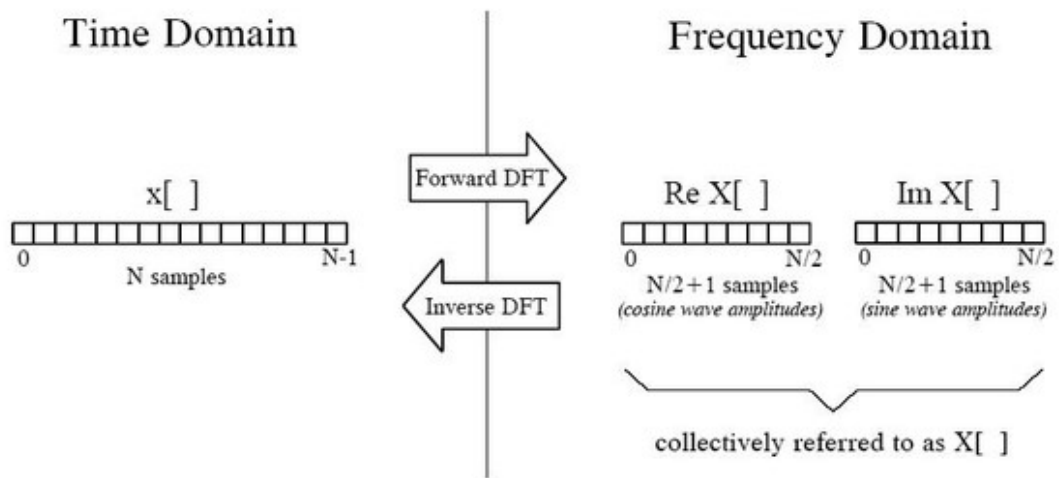 Time Domain
Frequency Domain
Forward DFT
x[ ]
0
N-1
N samples
Inverse DFT
Re X[ ]
0
N/2
N/2+1 samples
(cosine wave amplitudes)
Im X[ ]
0
N/2
N/2+1 samples
(sine wave amplitudes)
collectively referred to as X[ ]